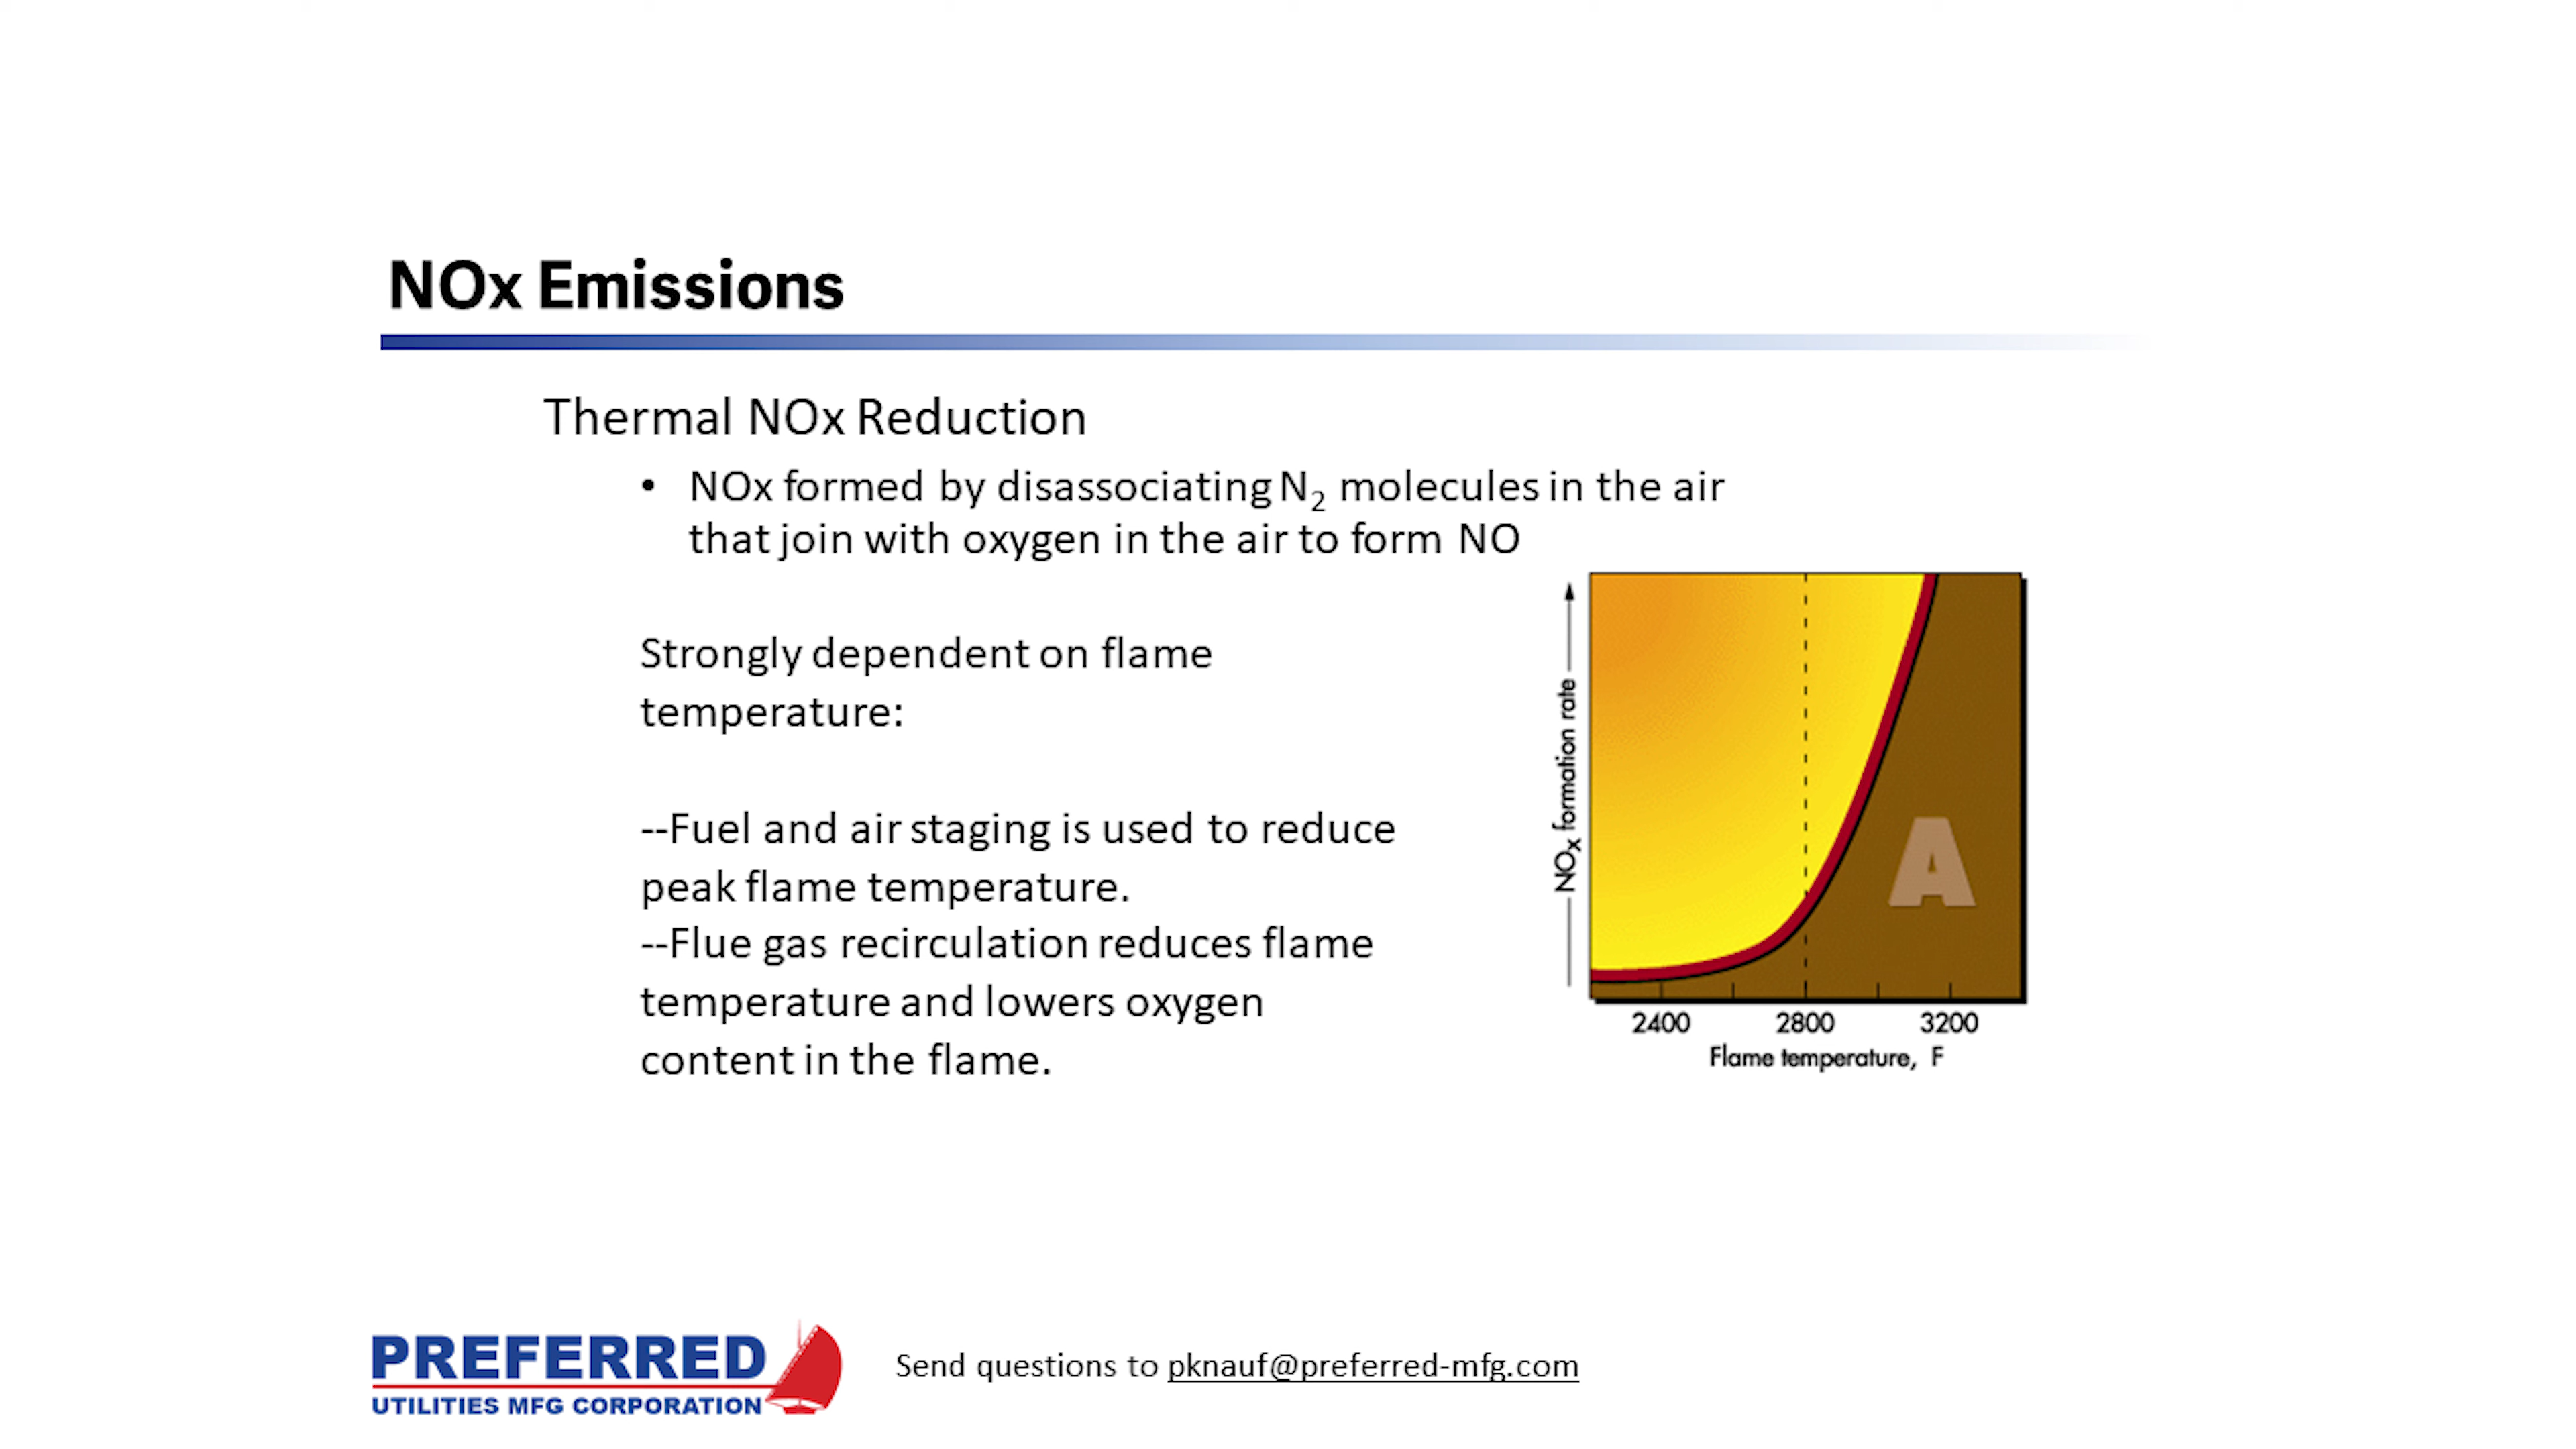 NOx Emissions
Thermal NOx Reduction
• NOx formed by disassociating N₂ molecules in the air
that join with oxygen in the air to form NO
Strongly dependent on flame
temperature:
--Fuel and air staging is used to reduce
peak flame temperature.
--Flue gas recirculation reduces flame
temperature and lowers oxygen
content in the flame.
NOx formation rate
A
2400 2800 3200
Flame temperature, F
PREFERRED
UTILITIES MFG CORPORATION
Send questions to pknauf@preferred-mfg.com